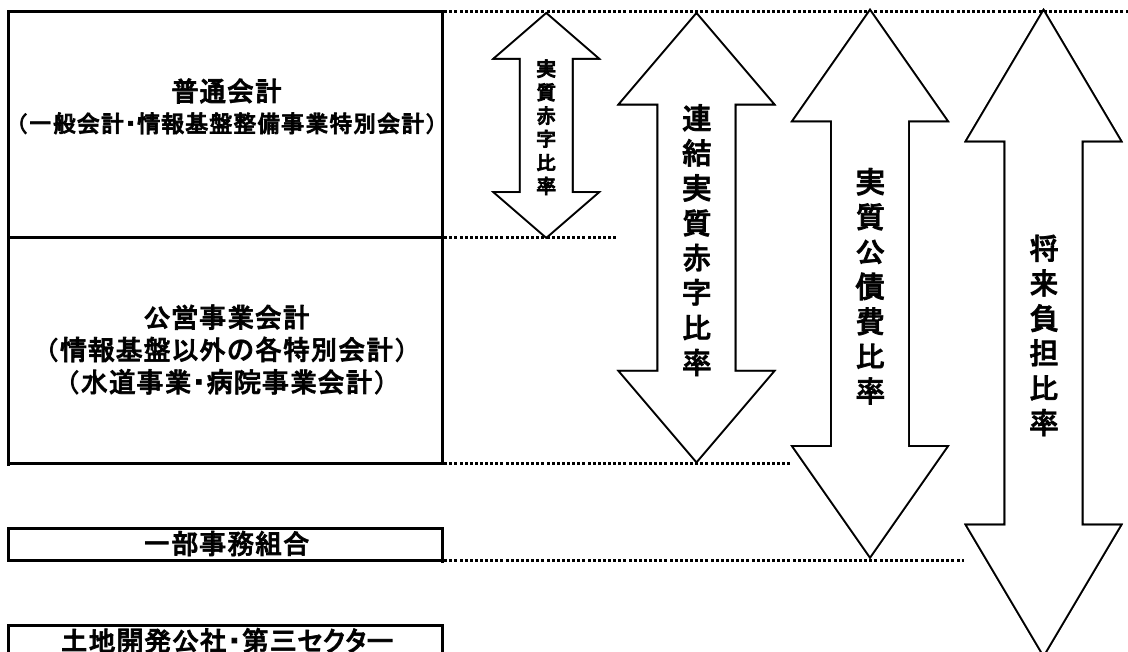 普通会計
（一般会計・情報基盤整備事業特別会計）
実質赤字比率
連結実質赤字比率
実質公債費比率
将来負担比率
公営事業会計
（情報基盤以外の各特別会計）
（水道事業・病院事業会計）
一部事務組合
土地開発公社・第三セクター